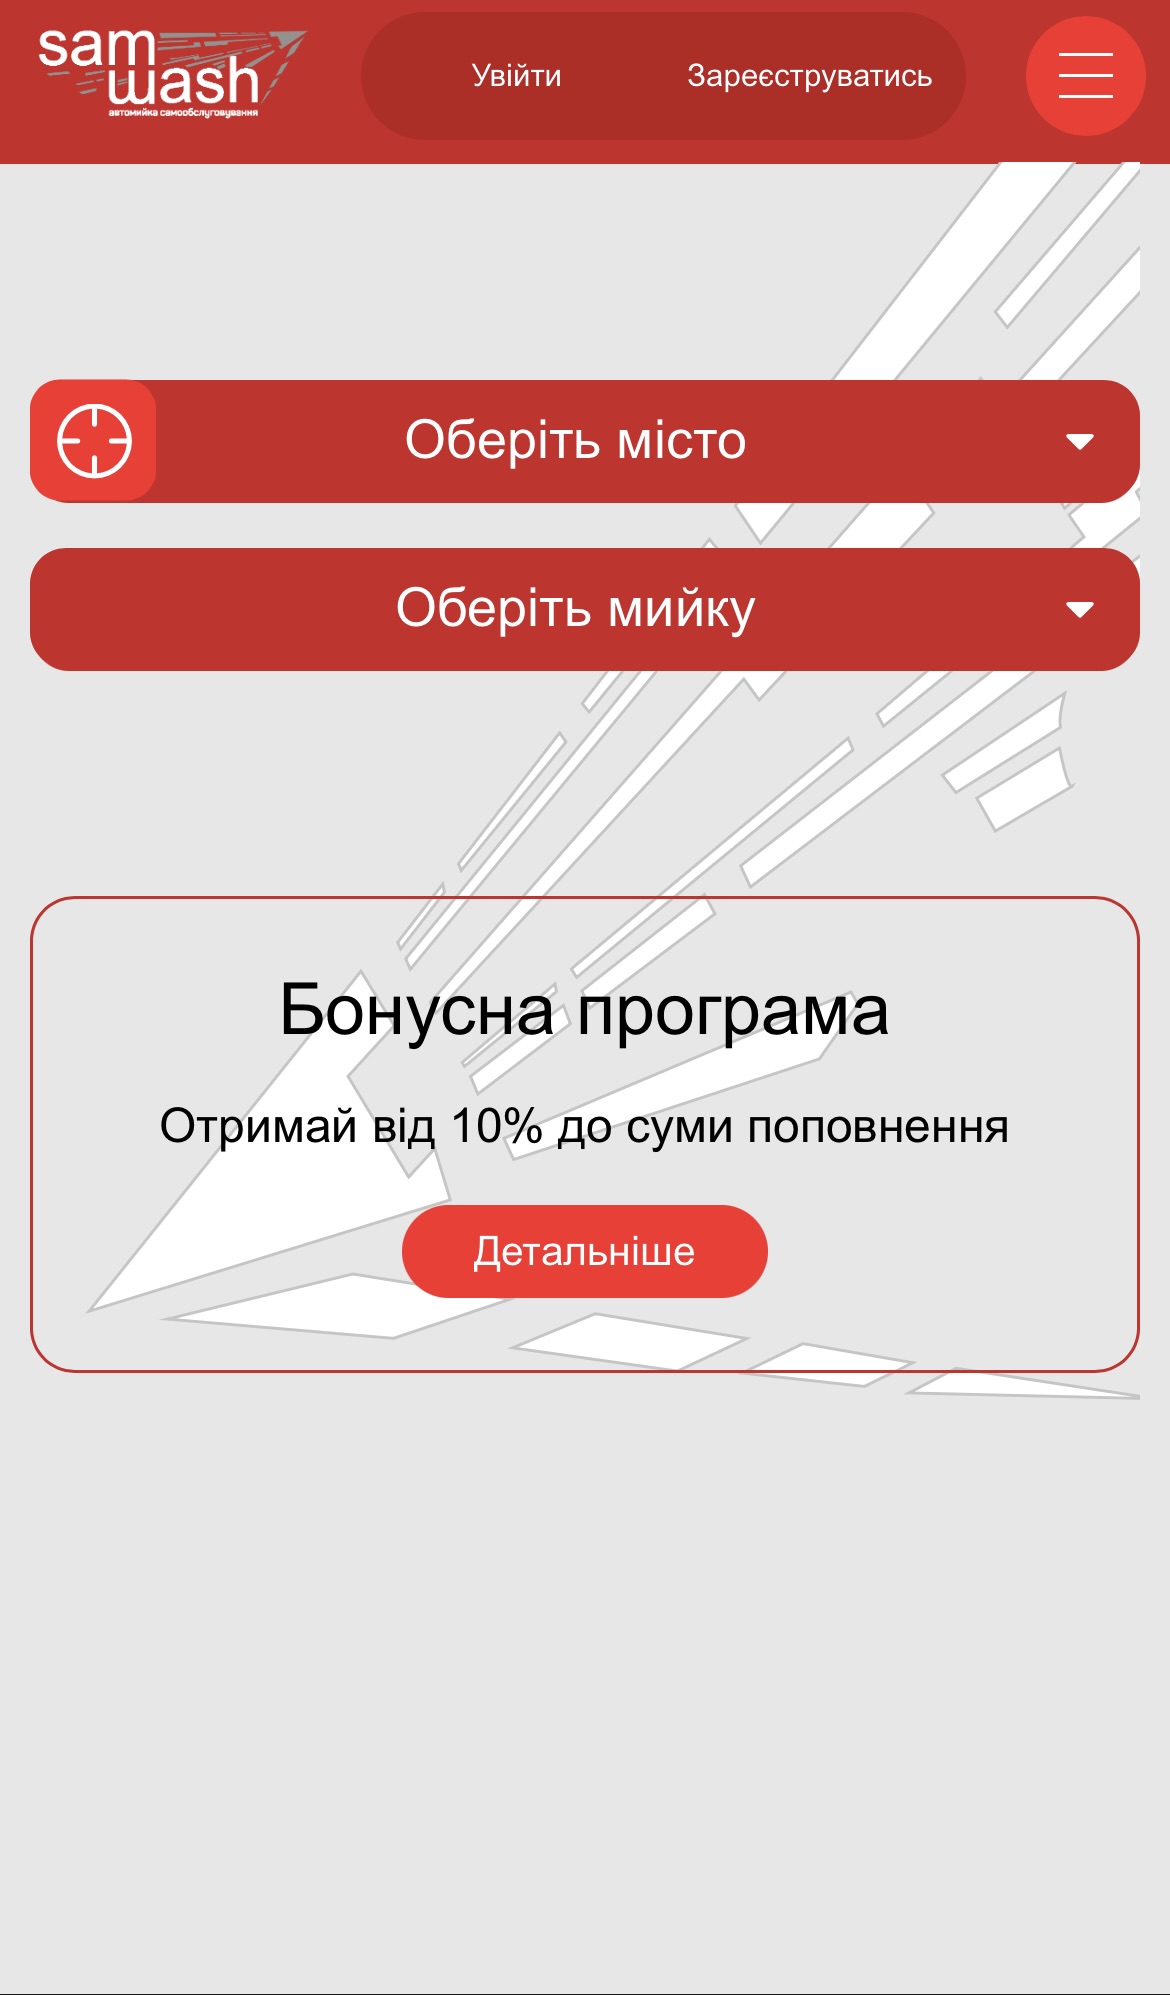 sam
wash
автомийка самообслуговування
Увійти
Зареєструватись
Оберіть місто
Оберіть мийку
Бонусна програма
Отримай від 10% до суми поповнення
Детальніше